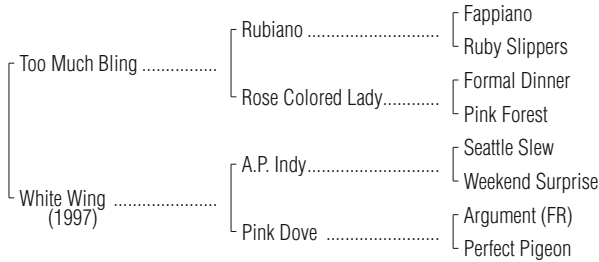 Fappiano
Rubiano ......................
Ruby Slippers
Too Much Bling ...............
Formal Dinner
Rose Colored Lady...........
Pink Forest
Seattle Slew
A.P. Indy......................
Weekend Surprise
White Wing ....................
(1997)
Argument (FR)
Pink Dove ......................
Perfect Pigeon